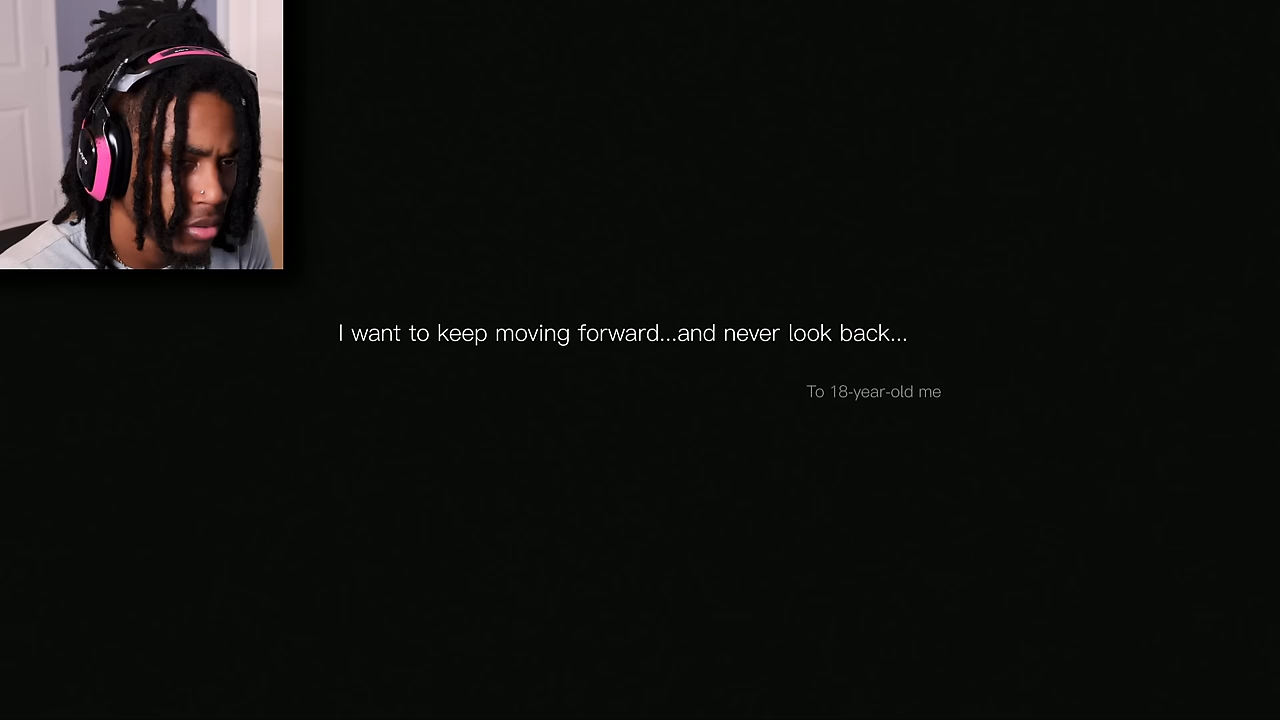 I want to keep moving forward...and never look back...
To 18-year-old me